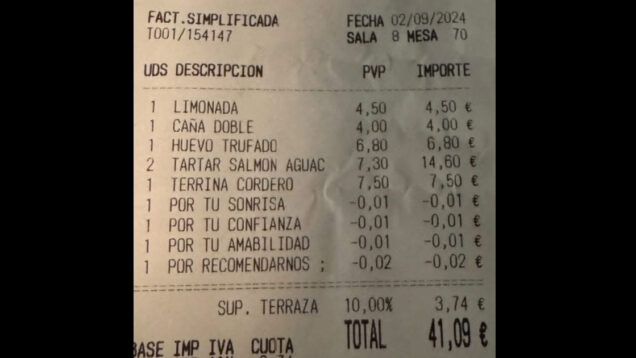 FACT.SIMPLIFICADA FECHA 02/09/2024
T001/154147 SALA 8 MESA 70
UDS DESCRIPCION PVP IMPORTE
1 LIMONADA 4,50 4,50 €
1 CAÑA DOBLE 4,00 4,00 €
1 HUEVO TRUFADO 6,80 6,80 €
2 TARTAR SALMON AGUAC 7,30 14,60 €
1 TERRINA CORDERO 7,50 7,50 €
1 POR TU SONRISA -0,01 -0,01 €
1 POR TU CONFIANZA -0,01 -0,01 €
1 POR TU AMABILIDAD -0,01 -0,01 €
1 POR RECOMENDARNOS ; -0,02 -0,02 €
SUP. TERRAZA 10,00% 3,74 €
TOTAL 41,09 €
BASE IMP IVA CUOTA